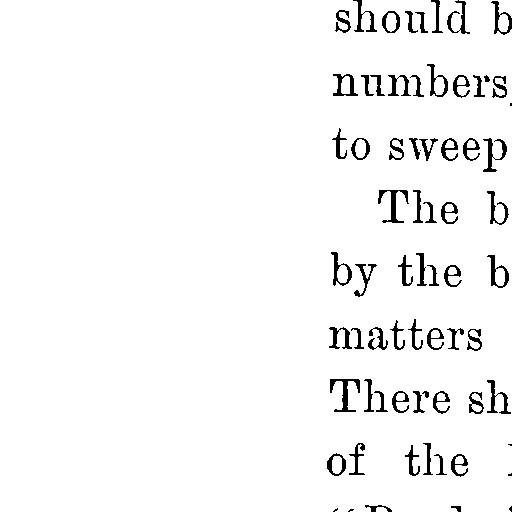 should b
numbers,
to sweep
The b
by the b
matters
There sh
of the